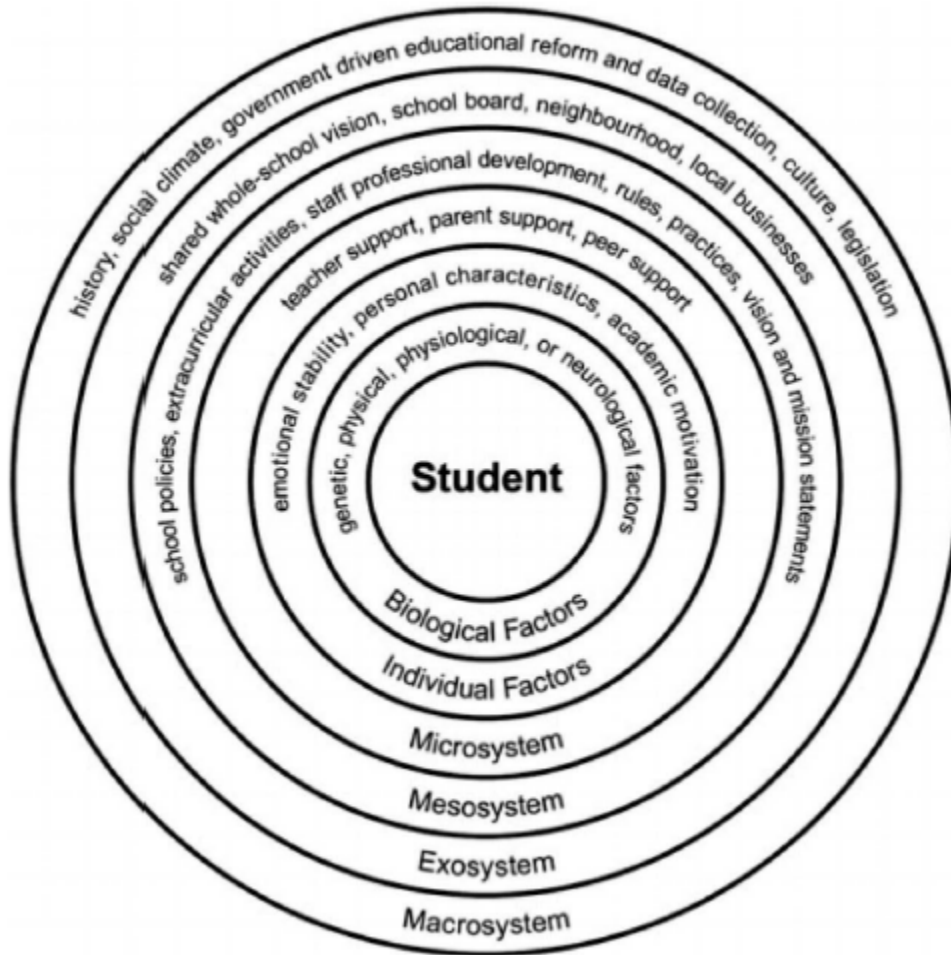 history, social climate, government driven educational reform and data collection, culture, legislation
shared whole-school vision, school board, neighbourhood, local businesses
school policies, extracurricular activities, staff professional development, rules, practices, vision and mission statements
teacher support, parent support, peer support
emotional stability, personal characteristics, academic motivation
genetic, physical, physiological, or neurological factors
Student
Biological Factors
Individual Factors
Microsystem
Mesosystem
Exosystem
Macrosystem